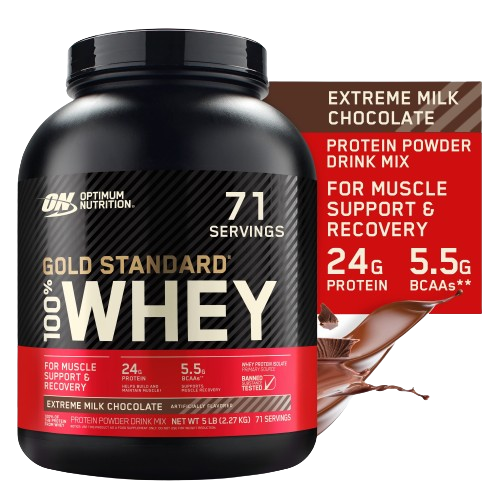 ON OPTIMUM
NUTRITION®
71
SERVINGS
GOLD STANDARD®
100% WHEY
FOR MUSCLE
SUPPORT &
RECOVERY
24G
PROTEIN
HELPS BUILD AND
MAINTAIN MUSCLE
5.5G
BCAAs**
SUPPORTS
MUSCLE RECOVERY
WHEY PROTEIN ISOLATE
PRIMARY SOURCE
BANNED
SUBSTANCE
TESTED
EXTREME MILK CHOCOLATE ARTIFICIALLY FLAVORED
PROTEIN POWDER DRINK MIX NET WT 5 LB (2.27 KG) 71 SERVINGS
EXTREME MILK
CHOCOLATE
PROTEIN POWDER
DRINK MIX
FOR MUSCLE
SUPPORT &
RECOVERY
24G
PROTEIN
5.5G
BCAAs**